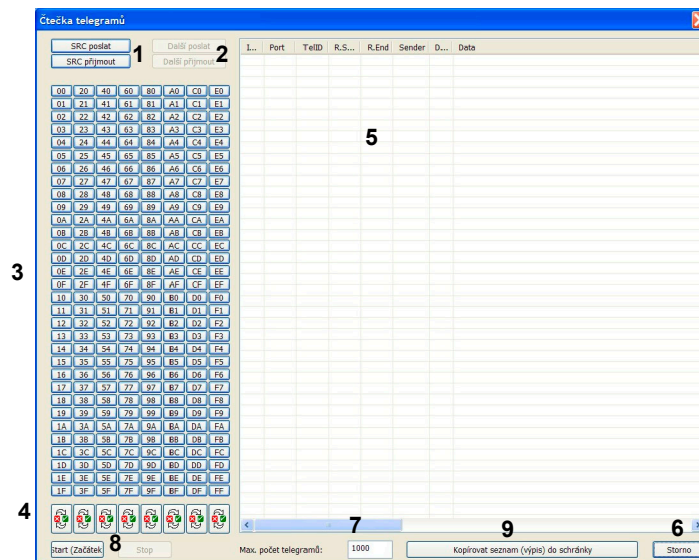 Čtečka telegramů
SRC poslat 1 Další poslat 2
SRC přijmout Další přijmout
I... Port TelID R.S... R.End Sender D... Data
00 20 40 60 80 A0 C0 E0
01 21 41 61 81 A1 C1 E1
02 22 42 62 82 A2 C2 E2
03 23 43 63 83 A3 C3 E3
04 24 44 64 84 A4 C4 E4
5
05 25 45 65 85 A5 C5 E5
06 26 46 66 86 A6 C6 E6
07 27 47 67 87 A7 C7 E7
08 28 48 68 88 A8 C8 E8
09 29 49 69 89 A9 C9 E9
0A 2A 4A 6A 8A AA CA EA
0B 2B 4B 6B 8B AB CB EB
0C 2C 4C 6C 8C AC CC EC
0D 2D 4D 6D 8D AD CD ED
3
0E 2E 4E 6E 8E AE CE EE
0F 2F 4F 6F 8F AF CF EF
10 30 50 70 90 B0 D0 F0
11 31 51 71 91 B1 D1 F1
12 32 52 72 92 B2 D2 F2
13 33 53 73 93 B3 D3 F3
14 34 54 74 94 B4 D4 F4
15 35 55 75 95 B5 D5 F5
16 36 56 76 96 B6 D6 F6
17 37 57 77 97 B7 D7 F7
18 38 58 78 98 B8 D8 F8
19 39 59 79 99 B9 D9 F9
1A 3A 5A 7A 9A BA DA FA
1B 3B 5B 7B 9B BB DB FB
1C 3C 5C 7C 9C BC DC FC
1D 3D 5D 7D 9D BD DD FD
1E 3E 5E 7E 9E BE DE FE
1F 3F 5F 7F 9F BF DF FF
4
7 9 6
8
Start (Začátek Stop Max. počet telegramů: 1000 Kopírovat seznam (výpis) do schránky Storno